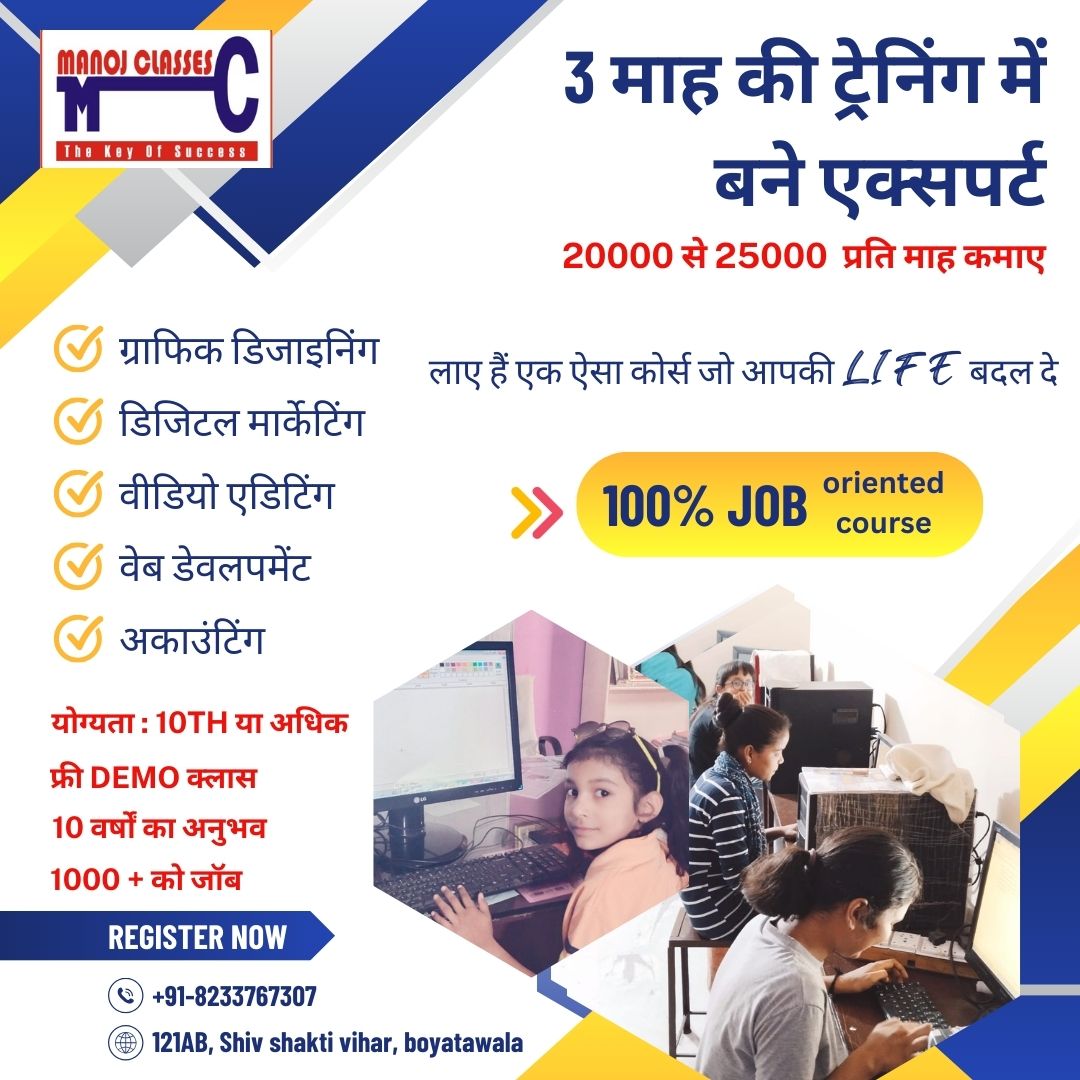 MANOJ CLASSES
MC
The Key Of Success
3 माह की ट्रेनिंग में
बने एक्सपर्ट
20000 से 25000 प्रति माह कमाए
ग्राफिक डिजाइनिंग
डिजिटल मार्केटिंग
वीडियो एडिटिंग
वेब डेवलपमेंट
अकाउंटिंग
लाए हैं एक ऐसा कोर्स जो आपकी LIFE बदल दे
100% JOB oriented
course
योग्यता : 10TH या अधिक
फ्री DEMO क्लास
10 वर्षों का अनुभव
1000 + को जॉब
REGISTER NOW
+91-8233767307
121AB, Shiv shakti vihar, boyatawala
LG